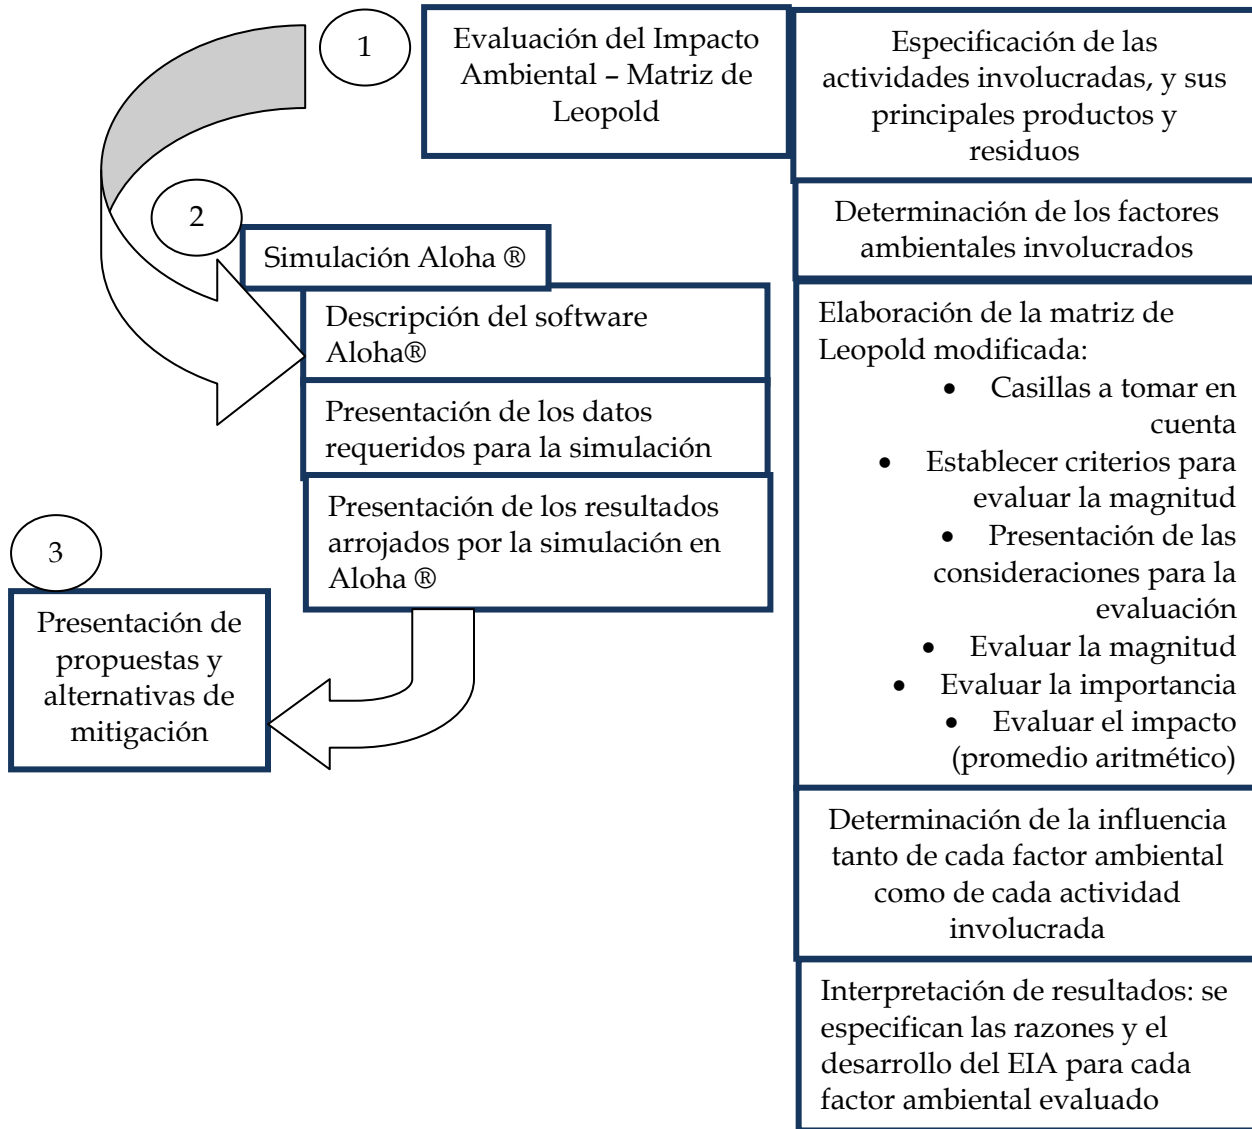 1
Evaluación del Impacto
Ambiental – Matriz de
Leopold
Especificación de las
actividades involucradas, y sus
principales productos y
residuos
Determinación de los factores
ambientales involucrados
Elaboración de la matriz de
Leopold modificada:
• Casillas a tomar en
cuenta
• Establecer criterios para
evaluar la magnitud
• Presentación de las
consideraciones para la
evaluación
• Evaluar la magnitud
• Evaluar la importancia
• Evaluar el impacto
(promedio aritmético)
Determinación de la influencia
tanto de cada factor ambiental
como de cada actividad
involucrada
Interpretación de resultados: se
especifican las razones y el
desarrollo del EIA para cada
factor ambiental evaluado
2
Simulación Aloha ®
Descripción del software
Aloha®
Presentación de los datos
requeridos para la simulación
Presentación de los resultados
arrojados por la simulación en
Aloha ®
3
Presentación de
propuestas y
alternativas de
mitigación